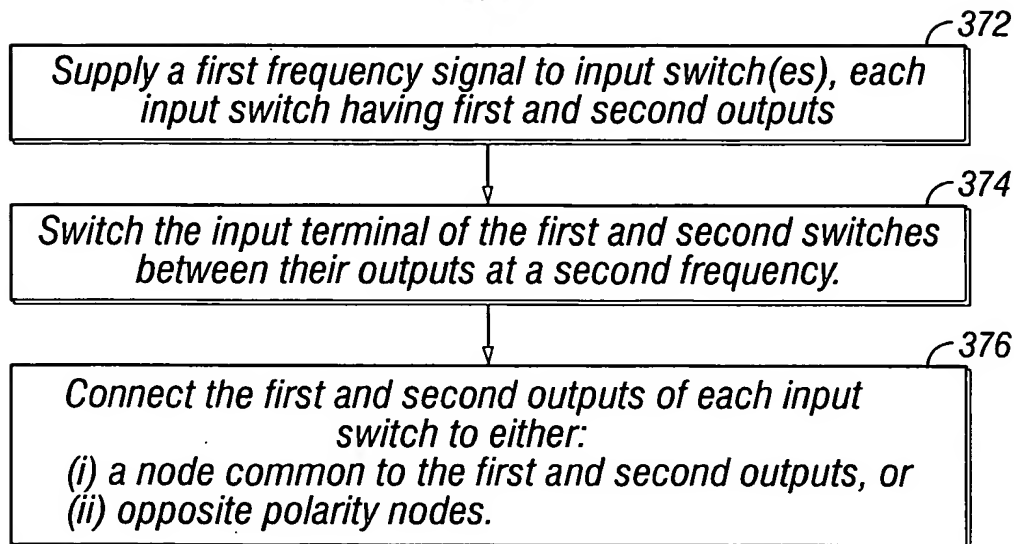 372
Supply a first frequency signal to input switch(es), each
input switch having first and second outputs
374
Switch the input terminal of the first and second switches
between their outputs at a second frequency.
376
Connect the first and second outputs of each input
switch to either:
(i) a node common to the first and second outputs, or
(ii) opposite polarity nodes.